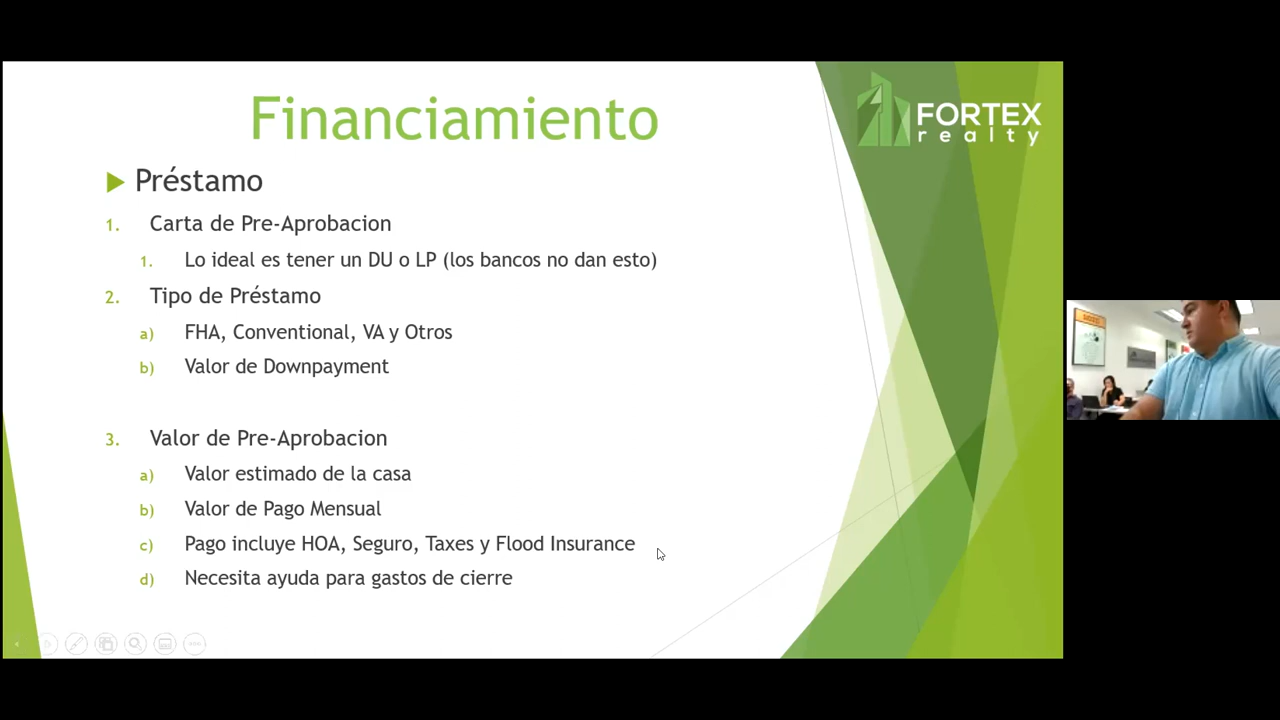 Financiamiento
FORTEX
realty
Préstamo
1. Carta de Pre-Aprobacion
1. Lo ideal es tener un DU o LP (los bancos no dan esto)
2. Tipo de Préstamo
a) FHA, Conventional, VA y Otros
b) Valor de Downpayment
3. Valor de Pre-Aprobacion
a) Valor estimado de la casa
b) Valor de Pago Mensual
c) Pago incluye HOA, Seguro, Taxes y Flood Insurance
d) Necesita ayuda para gastos de cierre